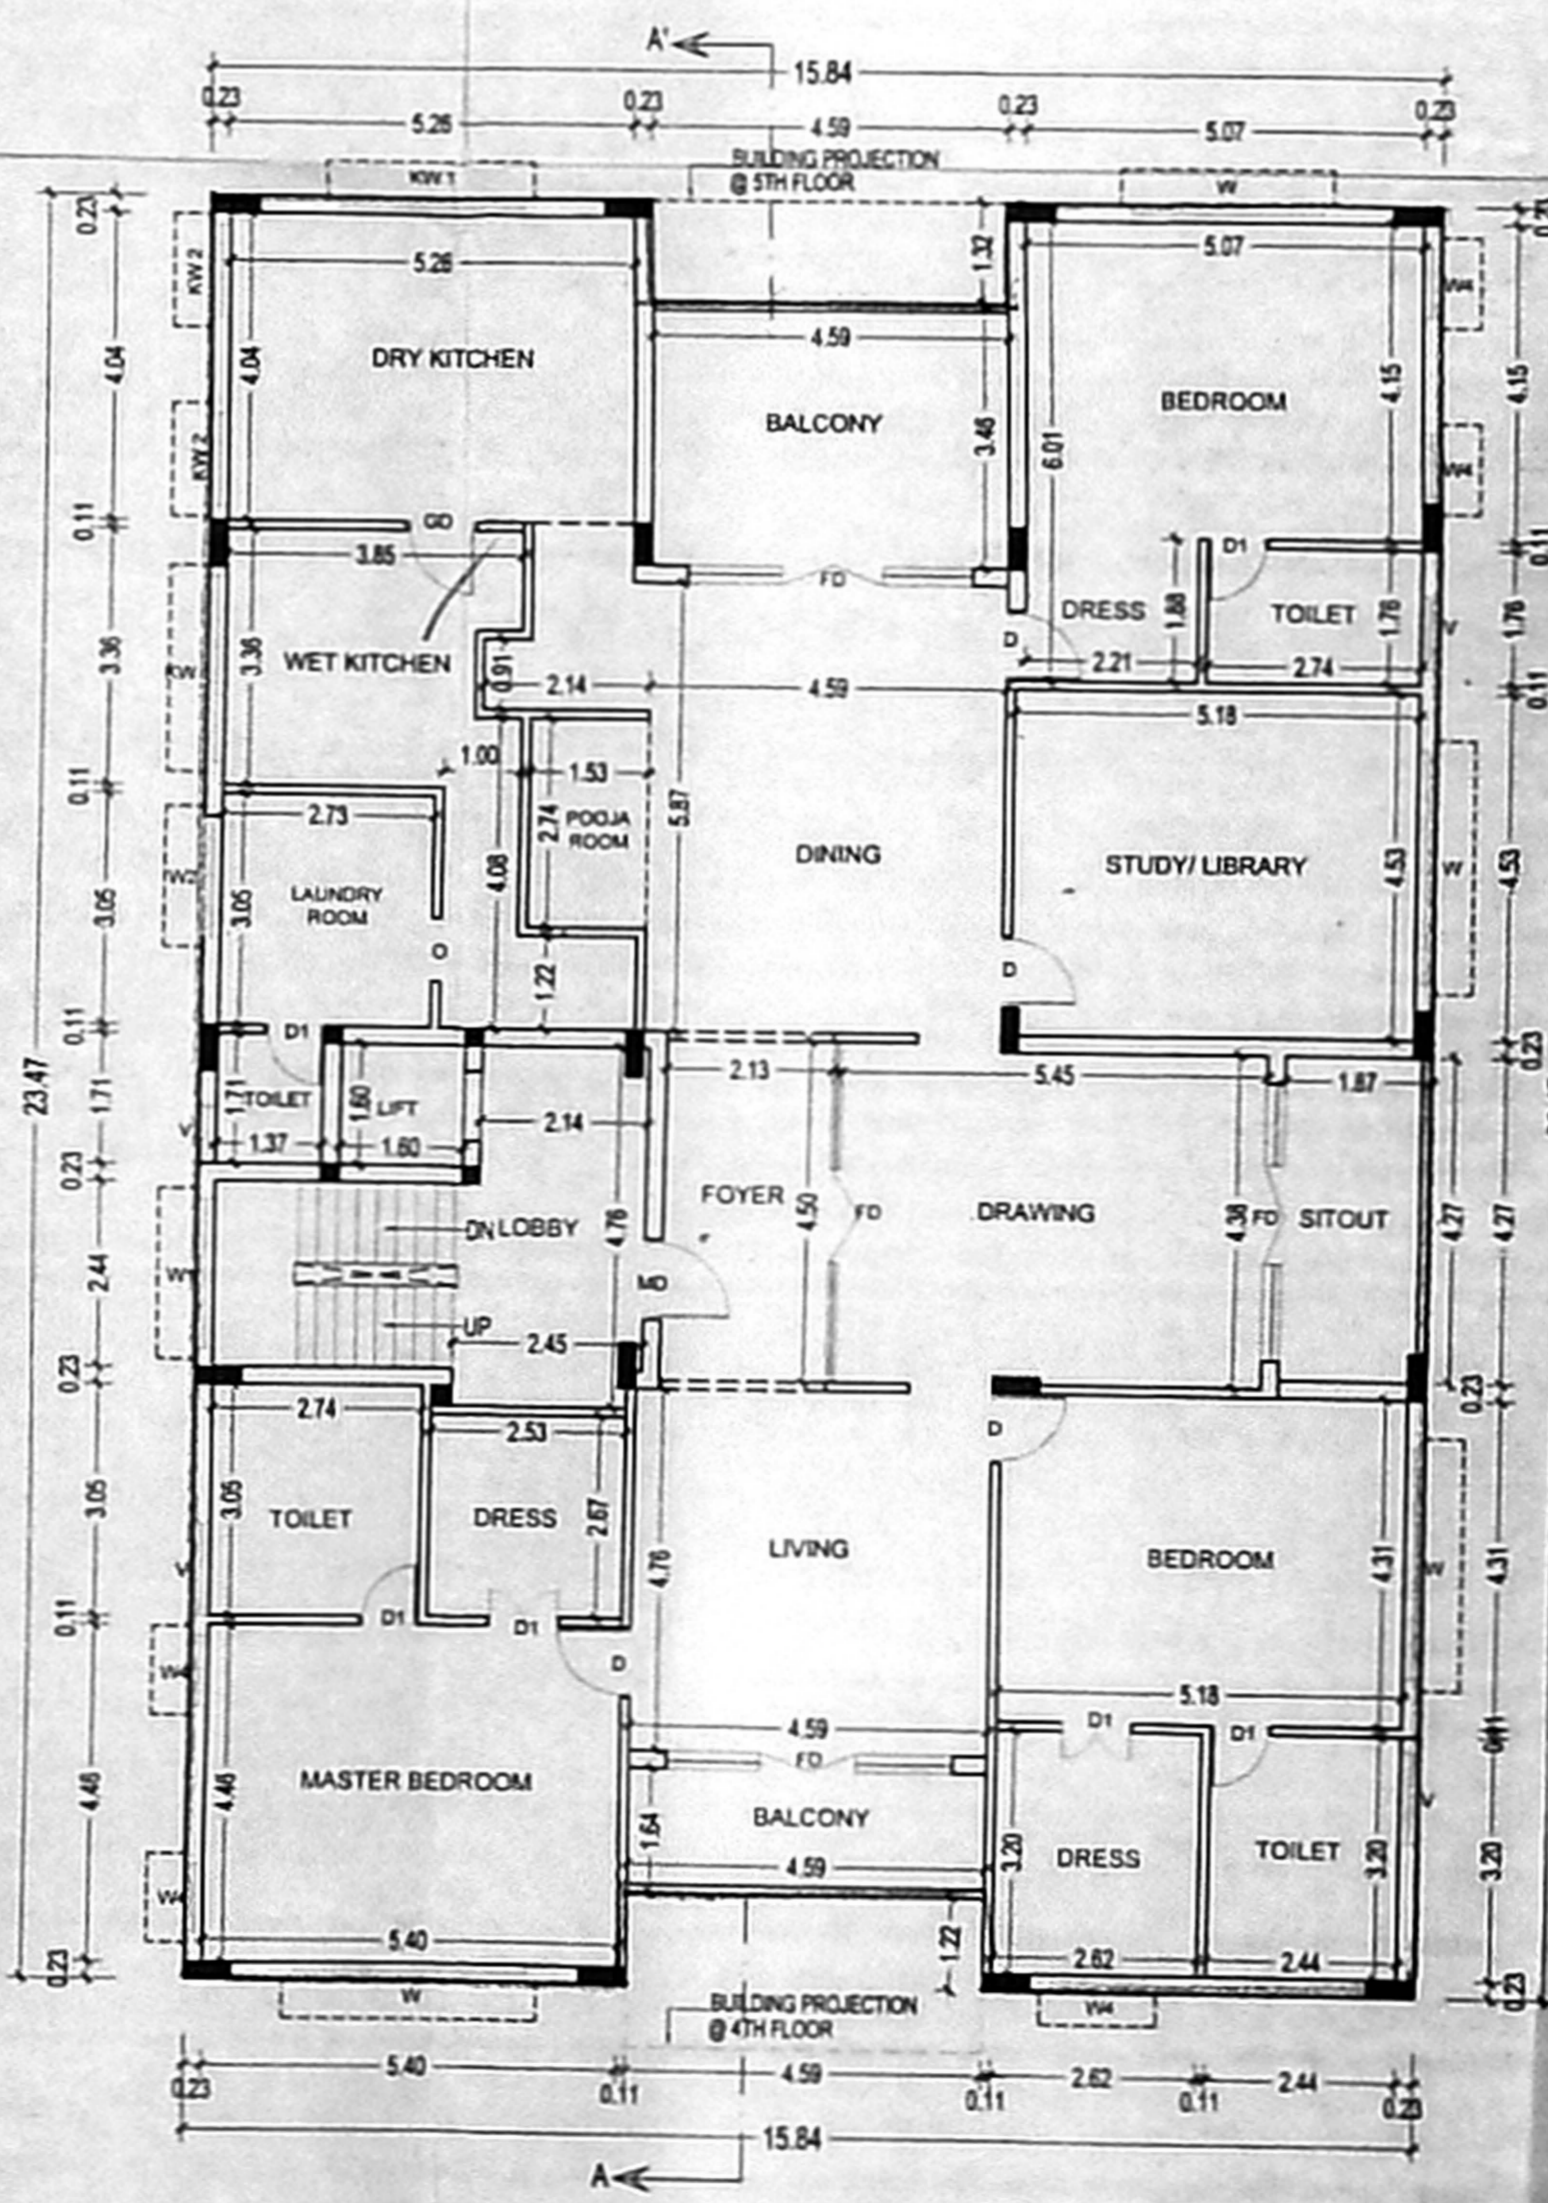 A'
15.84
0.23
0.23
0.23
0.23
5.26
4.59
5.07
BUILDING PROJECTION
@ 5TH FLOOR
KW1
W
0.23
0.23
KW2
5.26
1.32
5.07
W4
4.04
4.04
DRY KITCHEN
4.59
BALCONY
3.46
6.01
BEDROOM
4.15
4.15
KW2
W4
0.11
GD
3.85
FD
D1
0.11
3.36
KW
3.36
WET KITCHEN
0.91
2.14
4.59
D
DRESS
1.88
TOILET
1.76
V
1.76
2.21
2.74
0.11
5.18
1.00
1.53
0.11
2.73
2.74
POOJA
ROOM
5.87
DINING
STUDY/ LIBRARY
4.53
W
4.53
W2
3.05
3.05
LAUNDRY
ROOM
4.08
O
1.22
D
0.11
D1
23.47
1.71
1.71
TOILET
1.60
LIFT
2.14
2.13
5.45
1.87
0.23
V
1.37
1.60
0.23
FOYER
4.50
FD
DRAWING
4.38
FD
SITOUT
4.27
4.27
DN
LOBBY
4.76
2.44
MD
UP
2.45
0.23
2.74
2.53
D
0.23
3.05
3.05
TOILET
DRESS
2.67
LIVING
4.76
BEDROOM
4.31
W
4.31
V
0.11
D1
D1
D
5.18
4.59
D1
D1
FD
MASTER BEDROOM
4.46
4.46
BALCONY
1.64
4.59
3.20
DRESS
TOILET
3.20
V
3.20
5.40
1.22
2.62
2.44
0.23
0.23
W
W4
BUILDING PROJECTION
@ 4TH FLOOR
5.40
4.59
2.62
2.44
0.23
0.11
0.11
0.11
0.23
15.84
A